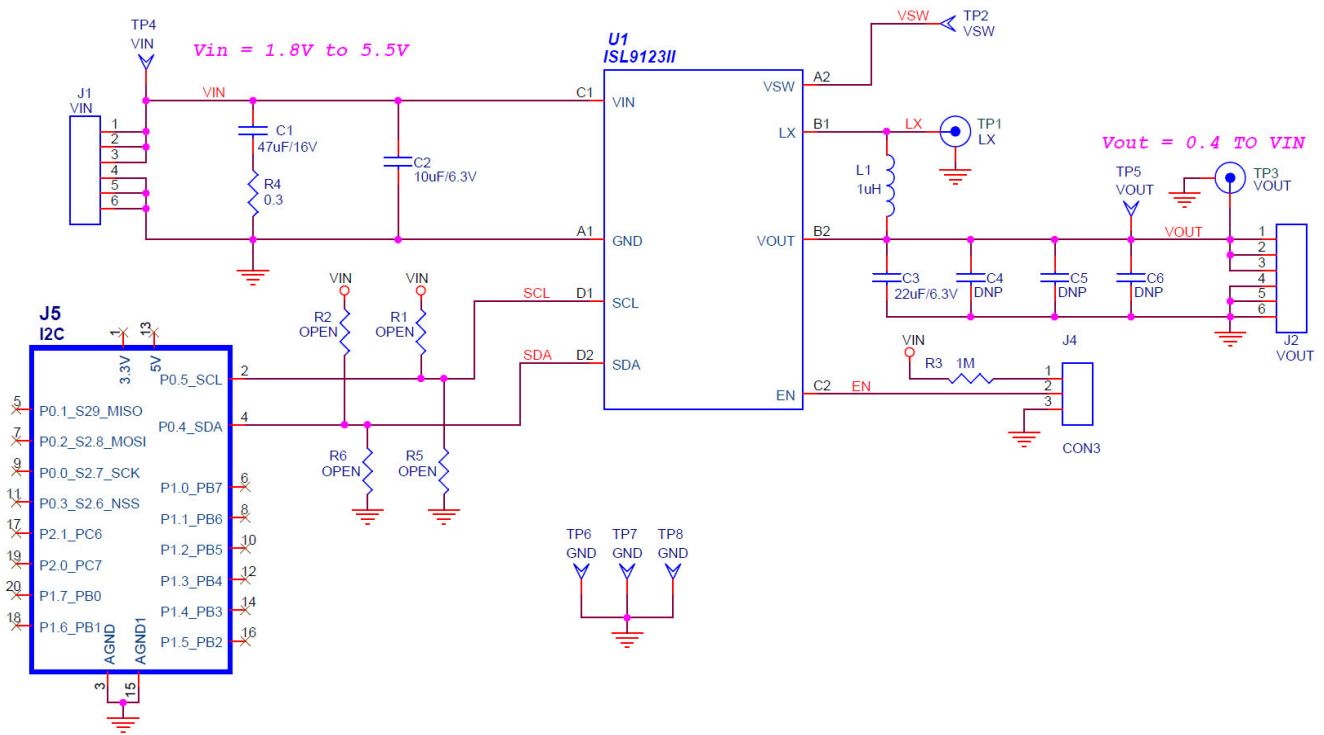 TP4
VIN
Vin = 1.8V to 5.5V
J1
VIN
1
2
3
4
5
6
VIN
C1
47uF/16V
R4
0.3
C2
10uF/6.3V
U1
ISL9123II
C1
VIN
A1
GND
D1
SCL
D2
SDA
VSW
A2
LX
B1
VOUT
B2
EN
C2
VSW
TP2
VSW
LX
TP1
LX
L1
1uH
Vout = 0.4 TO VIN
TP5
VOUT
TP3
VOUT
VOUT
C3
22uF/6.3V
C4
DNP
C5
DNP
C6
DNP
1
2
3
4
5
6
J2
VOUT
VIN
R3
1M
EN
J4
1
2
3
CON3
VIN
VIN
R2
OPEN
R1
OPEN
SCL
SDA
R6
OPEN
R5
OPEN
J5
I2C
1
3.3V
13
5V
P0.5_SCL
2
P0.4_SDA
4
5
P0.1_S29_MISO
7
P0.2_S2.8_MOSI
9
P0.0_S2.7_SCK
11
P0.3_S2.6_NSS
17
P2.1_PC6
19
P2.0_PC7
20
P1.7_PB0
18
P1.6_PB1
P1.0_PB7
6
P1.1_PB6
8
P1.2_PB5
10
P1.3_PB4
12
P1.4_PB3
14
P1.5_PB2
16
AGND
3
AGND1
15
TP6
GND
TP7
GND
TP8
GND